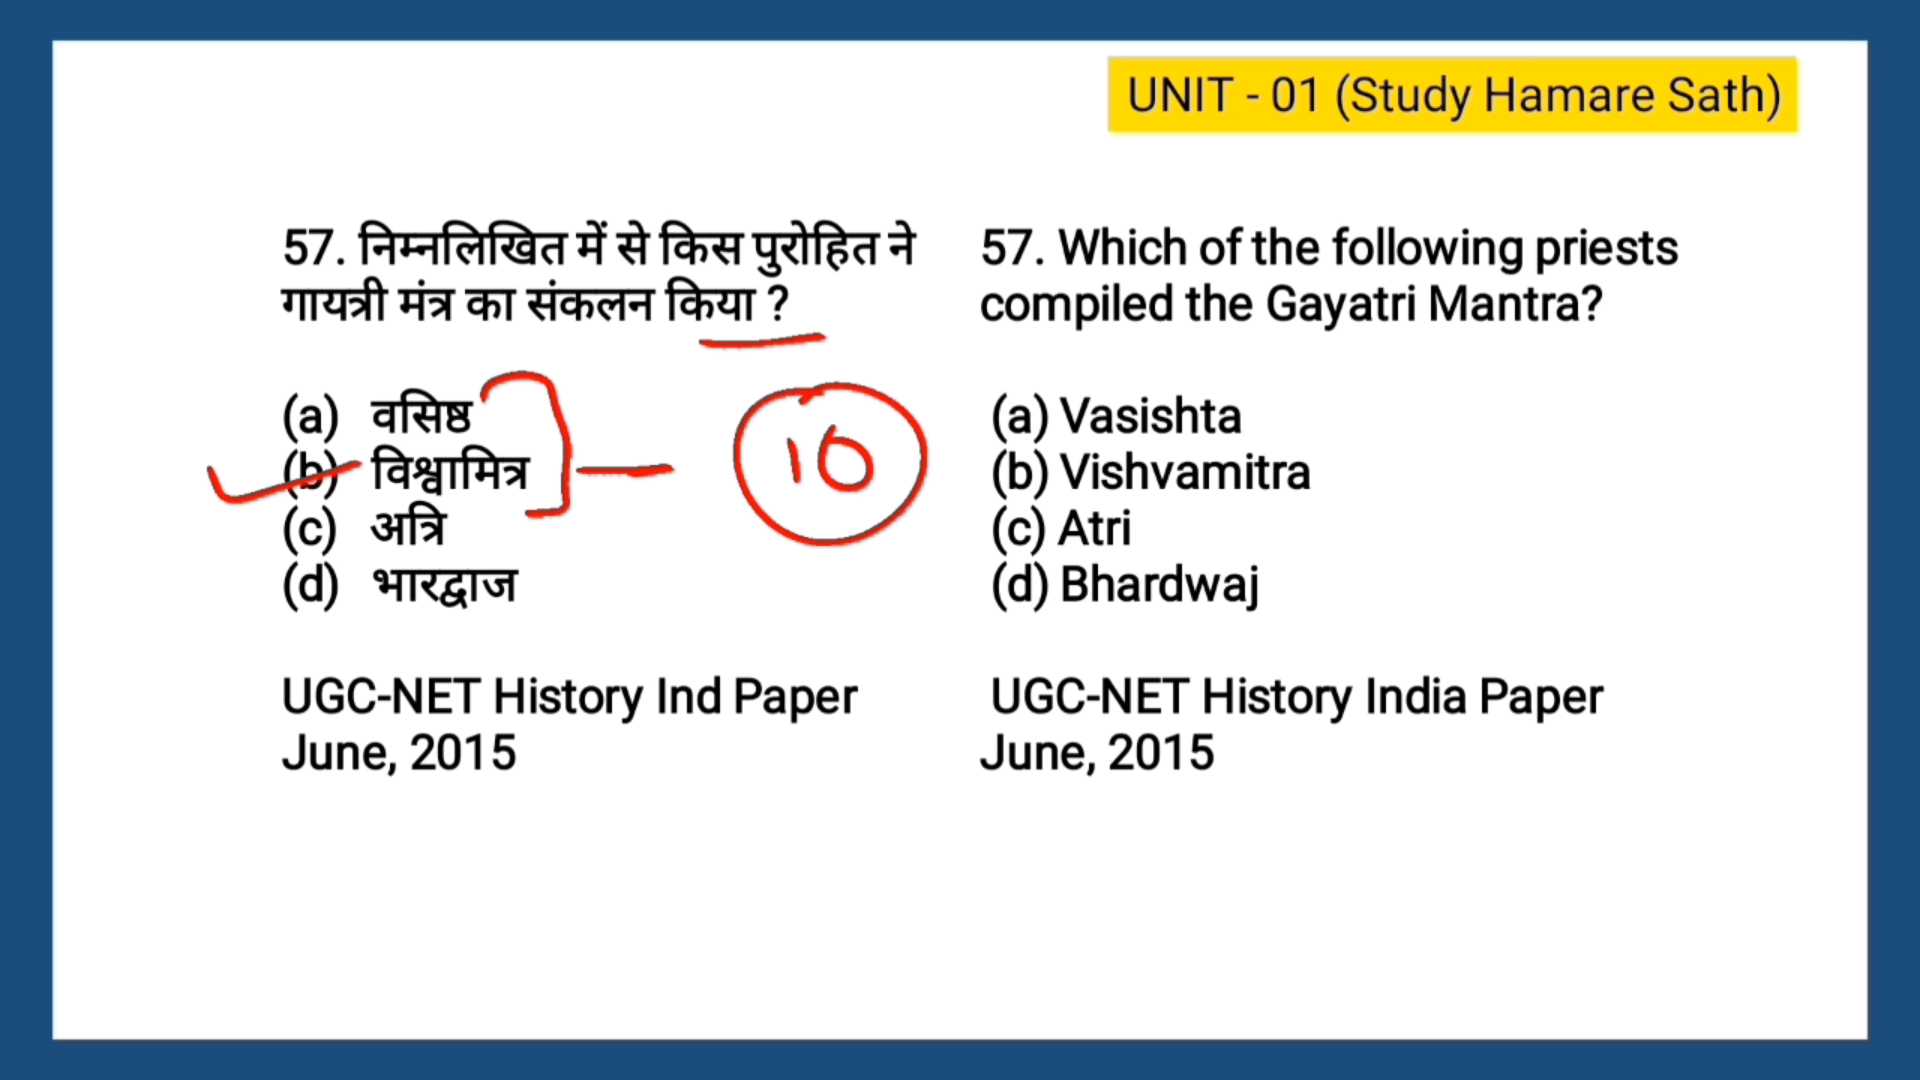 UNIT - 01 (Study Hamare Sath)
57. निम्नलिखित में से किस पुरोहित ने
गायत्री मंत्र का संकलन किया ?
(a) वसिष्ठ
(b) विश्वामित्र
(c) अत्रि
(d) भारद्वाज
UGC-NET History Ind Paper
June, 2015
10
57. Which of the following priests
compiled the Gayatri Mantra?
(a) Vasishta
(b) Vishvamitra
(c) Atri
(d) Bhardwaj
UGC-NET History India Paper
June, 2015